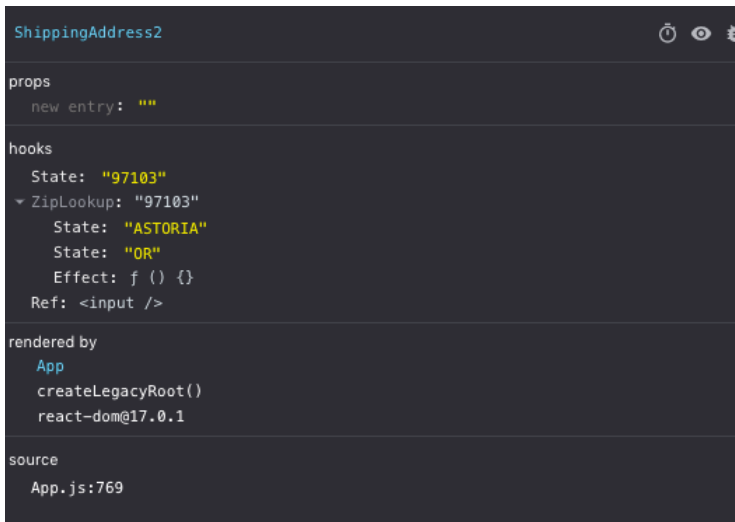 ShippingAddress2
props
new entry: ""
hooks
State: "97103"
ZipLookup: "97103"
State: "ASTORIA"
State: "OR"
Effect: ƒ () {}
Ref: <input />
rendered by
App
createLegacyRoot()
react-dom@17.0.1
source
App.js:769